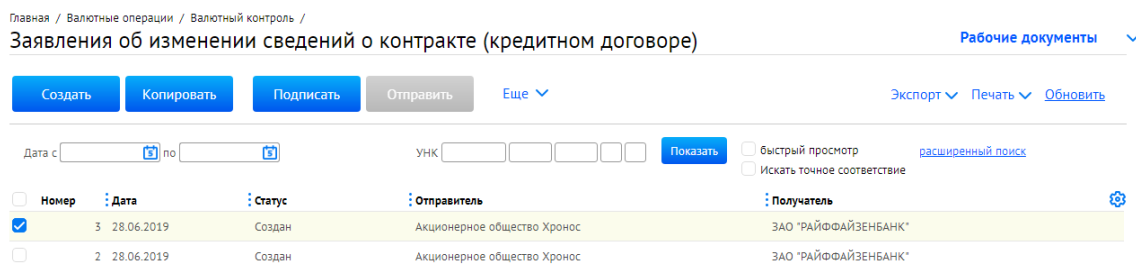 Главная / Валютные операции / Валютный контроль /
Заявления об изменении сведений о контракте (кредитном договоре)
Рабочие документы
Создать Копировать Подписать Отправить Еще Экспорт Печать Обновить
Дата с по УНК Показать быстрый просмотр расширенный поиск
Искать точное соответствие
Номер Дата Статус Отправитель Получатель
3 28.06.2019 Создан Акционерное общество Хронос ЗАО "РАЙФФАЙЗЕНБАНК"
2 28.06.2019 Создан Акционерное общество Хронос ЗАО "РАЙФФАЙЗЕНБАНК"